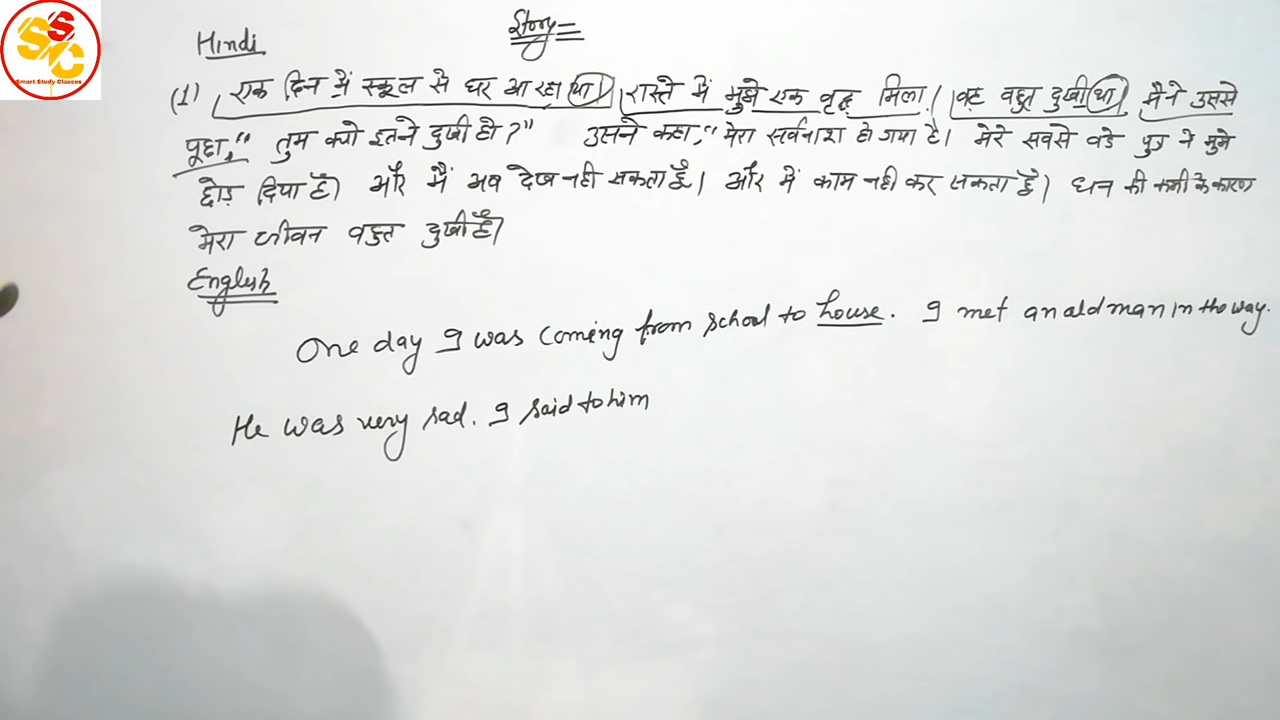 SSC
Smart Study Classes
Story=
Hindi
(1) एक दिन में स्कूल से घर आ रहा था। रास्ते में मुझे एक वृद्ध मिला। वह बहुत दुखी था। मैंने उससे
पूछा, " तुम क्यो इतने दुखी हो ?" उसने कहा, " मेरा सर्वनाश हो गया है। मेरे सबसे बडे पुत्र ने मुझे
छोड़ दिया है। और मैं अब देख नही सकता हूँ। और में काम नही कर सकता हूँ। धन की कमी के कारण
मेरा जीवन बहुत दुखी है।
English
One day I was coming from school to house. I met an old man in the way.
He was very sad. I said to him